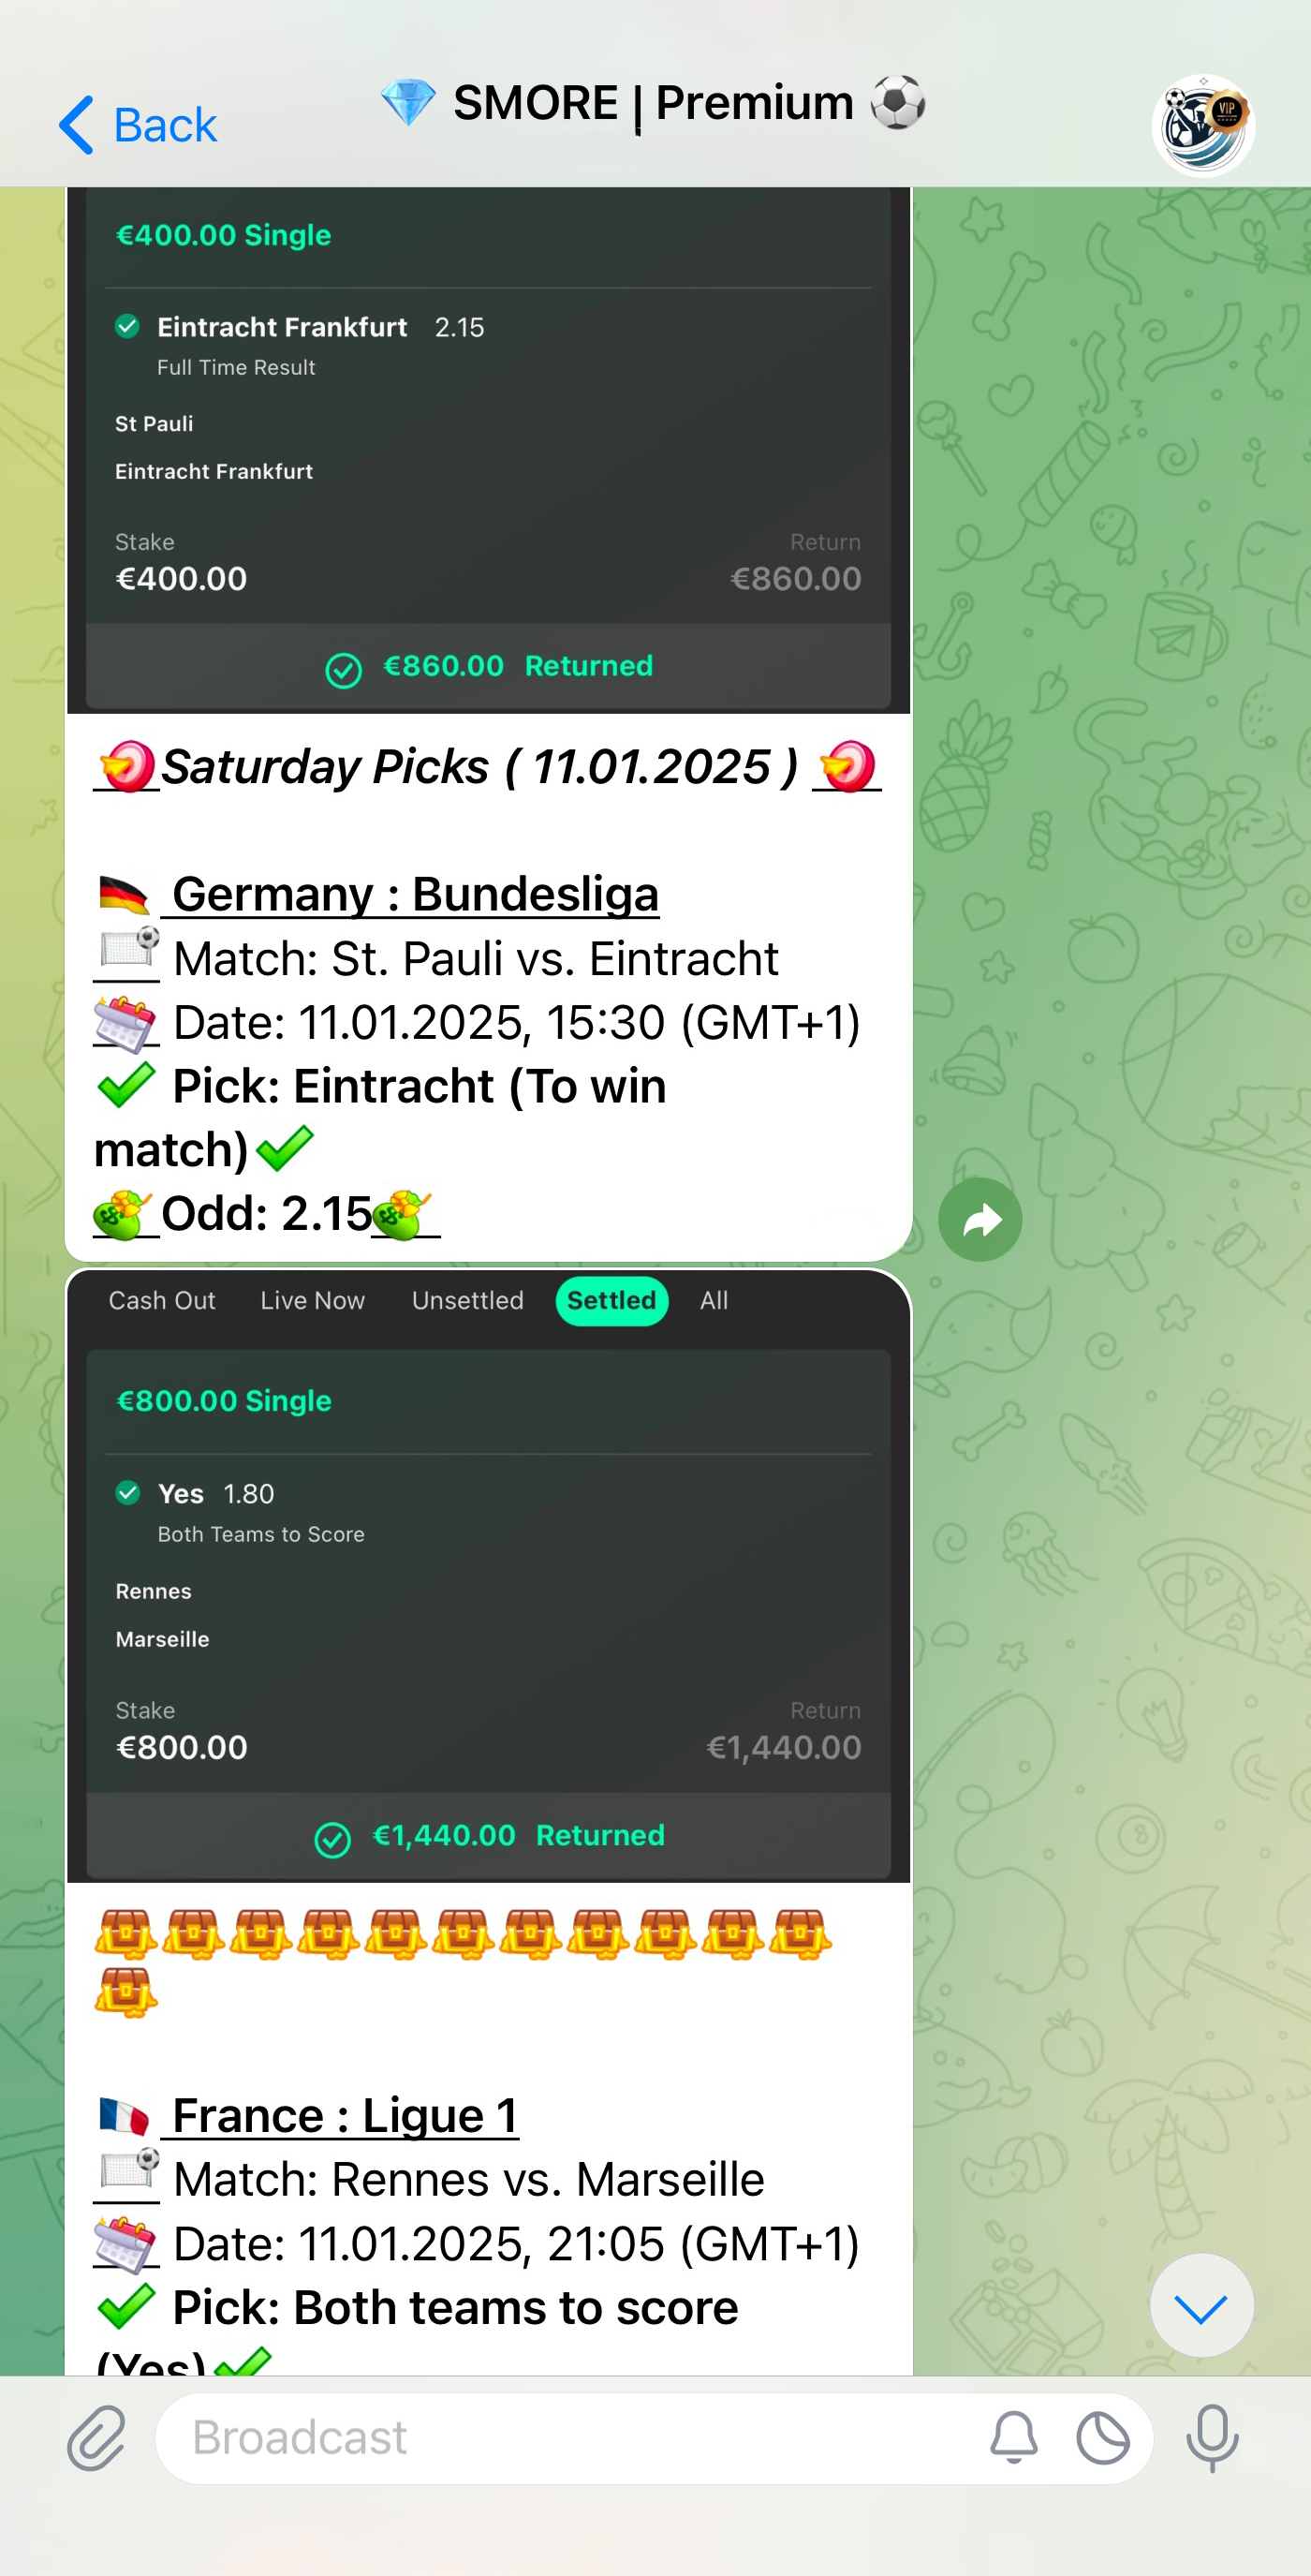 Back
💎 SMORE | Premium ⚽
VIP
€400.00 Single
Eintracht Frankfurt 2.15
Full Time Result
St Pauli
Eintracht Frankfurt
Stake Return
€400.00 €860.00
€860.00 Returned
🎯Saturday Picks ( 11.01.2025 ) 🎯
🇩🇪 Germany : Bundesliga
🥅 Match: St. Pauli vs. Eintracht
🗓 Date: 11.01.2025, 15:30 (GMT+1)
✔️ Pick: Eintracht (To win
match)✔️
💰Odd: 2.15💰
Cash Out Live Now Unsettled Settled All
€800.00 Single
Yes 1.80
Both Teams to Score
Rennes
Marseille
Stake Return
€800.00 €1,440.00
€1,440.00 Returned
🇫🇷 France : Ligue 1
🥅 Match: Rennes vs. Marseille
🗓 Date: 11.01.2025, 21:05 (GMT+1)
✔️ Pick: Both teams to score
(Yes)✔️
Broadcast